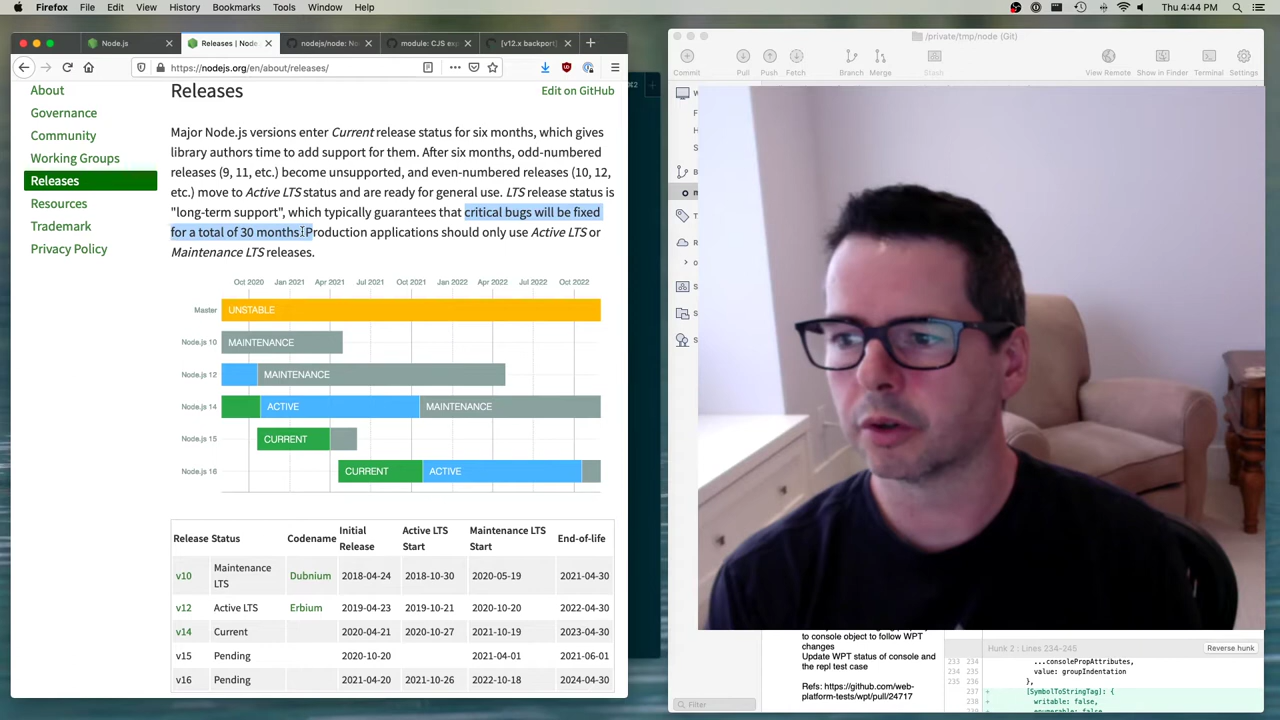 Firefox File Edit View History Bookmarks Tools Window Help
Thu Aug 20 4:44 PM
Node.js
Releases | Node
nodejs/node: No
module: CJS exp
[v12.x backport]
https://nodejs.org/en/about/releases/
About
Governance
Community
Working Groups
Releases
Resources
Trademark
Privacy Policy
Releases
Edit on GitHub
Major Node.js versions enter Current release status for six months, which gives
library authors time to add support for them. After six months, odd-numbered
releases (9, 11, etc.) become unsupported, and even-numbered releases (10, 12,
etc.) move to Active LTS status and are ready for general use. LTS release status is
"long-term support", which typically guarantees that critical bugs will be fixed
for a total of 30 months. Production applications should only use Active LTS or
Maintenance LTS releases.
Oct 2020 Jan 2021 Apr 2021 Jul 2021 Oct 2021 Jan 2022 Apr 2022 Jul 2022 Oct 2022
Master UNSTABLE
Node.js 10 MAINTENANCE
Node.js 12 MAINTENANCE
Node.js 14 ACTIVE MAINTENANCE
Node.js 15 CURRENT
Node.js 16 CURRENT ACTIVE
Release Status Codename Initial Release Active LTS Start Maintenance LTS Start End-of-life
v10 Maintenance LTS Dubnium 2018-04-24 2018-10-30 2020-05-19 2021-04-30
v12 Active LTS Erbium 2019-04-23 2019-10-21 2020-10-20 2022-04-30
v14 Current 2020-04-21 2020-10-27 2021-10-19 2023-04-30
v15 Pending 2020-10-20 2021-04-01 2021-06-01
v16 Pending 2021-04-20 2021-10-26 2022-10-18 2024-04-30
/private/tmp/node (Git)
Commit Pull Push Fetch Branch Merge Stash View Remote Show in Finder Terminal Settings
to console object to follow WPT
changes
Update WPT status of console and
the repl test case
Refs: https://github.com/web-
platform-tests/wpt/pull/24717
Filter
Hunk 2 : Lines 234-245
Reverse hunk
233 234 ...consolePropAttributes,
234 235 value: groupIndentation
235 236 },
237 + [SymbolToStringTag]: {
238 + writable: false,